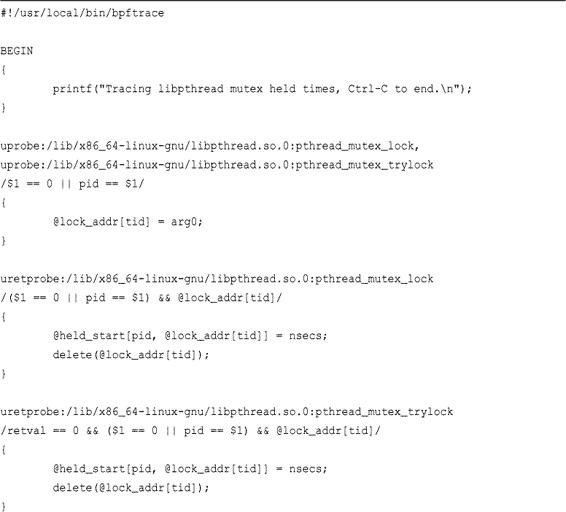 #!/usr/local/bin/bpftrace
BEGIN
{
printf("Tracing libpthread mutex held times, Ctrl-C to end.\n");
}
uprobe:/lib/x86_64-linux-gnu/libpthread.so.0:pthread_mutex_lock,
uprobe:/lib/x86_64-linux-gnu/libpthread.so.0:pthread_mutex_trylock
/$1 == 0 || pid == $1/
{
@lock_addr[tid] = arg0;
}
uretprobe:/lib/x86_64-linux-gnu/libpthread.so.0:pthread_mutex_lock
/($1 == 0 || pid == $1) && @lock_addr[tid]/
{
@held_start[pid, @lock_addr[tid]] = nsecs;
delete(@lock_addr[tid]);
}
uretprobe:/lib/x86_64-linux-gnu/libpthread.so.0:pthread_mutex_trylock
/retval == 0 && ($1 == 0 || pid == $1) && @lock_addr[tid]/
{
@held_start[pid, @lock_addr[tid]] = nsecs;
delete(@lock_addr[tid]);
}